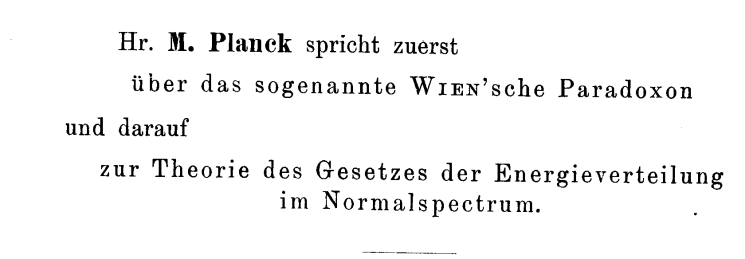 Hr. M. Planck spricht zuerst
über das sogenannte WIEN'sche Paradoxon
und darauf
zur Theorie des Gesetzes der Energieverteilung
im Normalspectrum.